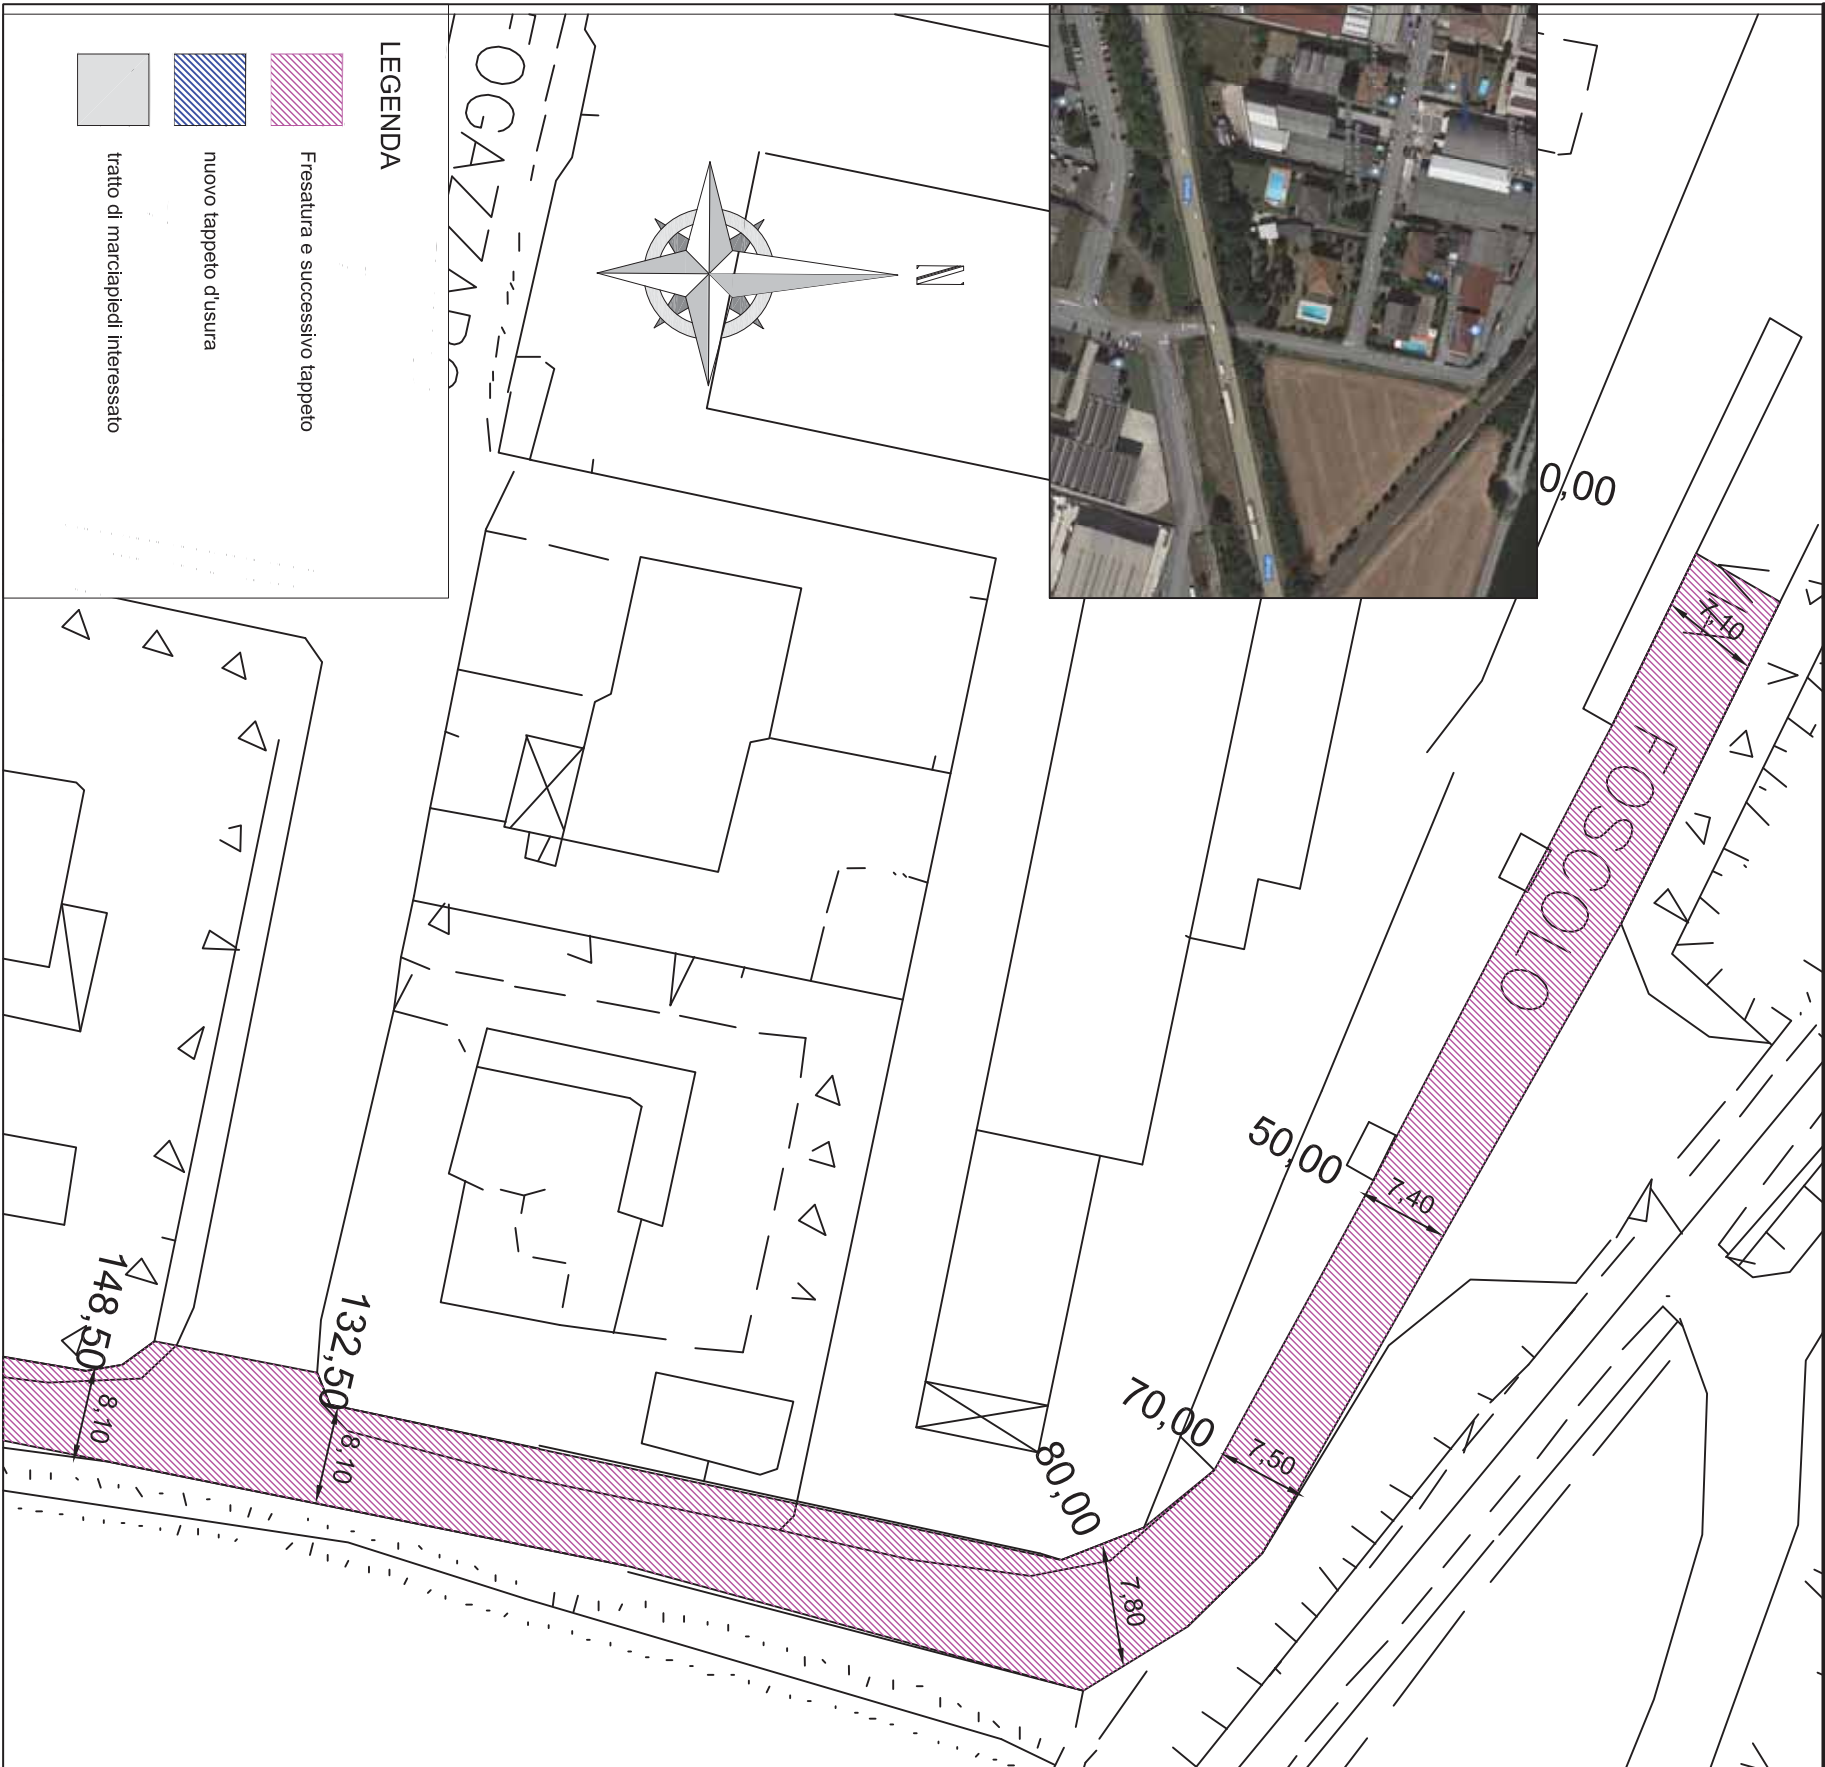 LEGENDA
Fresatura e successivo tappeto
nuovo tappeto d'usura
tratto di marciapiedi interessato
OGAZZARO
N
0,00
7,10
FOSCOLO
50,00
7,40
70,00
7,50
80,00
7,80
132,50
8,10
148,50
8,10